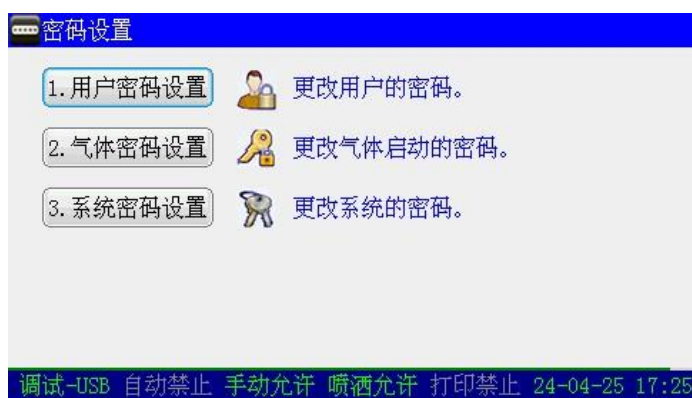 密码设置
1.用户密码设置 更改用户的密码。
2.气体密码设置 更改气体启动的密码。
3.系统密码设置 更改系统的密码。
调试-USB 自动禁止 手动允许 喷洒允许 打印禁止 24-04-25 17:25